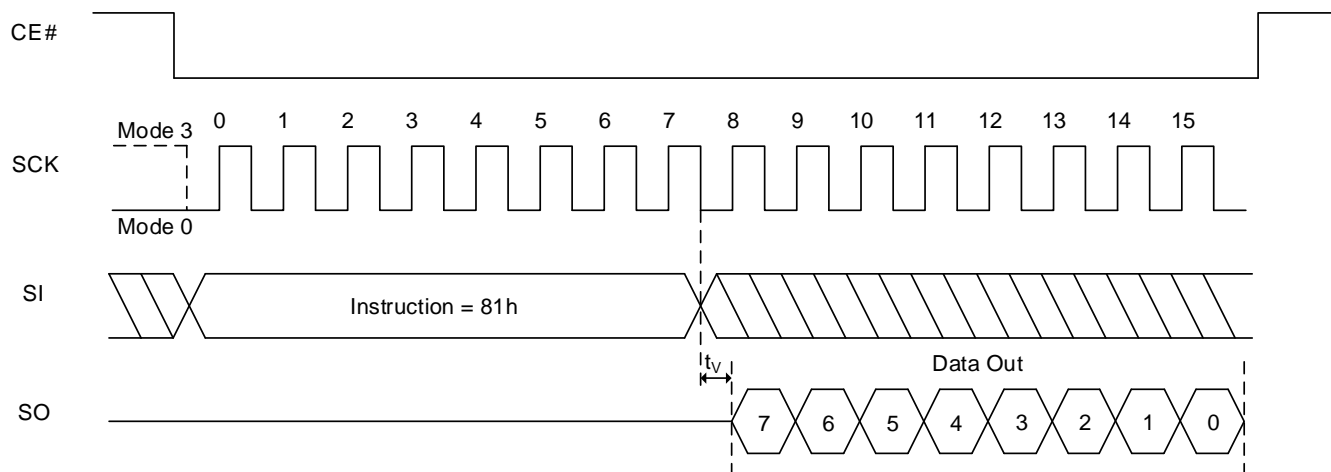 CE#
0 1 2 3 4 5 6 7 8 9 10 11 12 13 14 15
Mode 3
SCK
Mode 0
SI
Instruction = 81h
tV
Data Out
SO
7 6 5 4 3 2 1 0